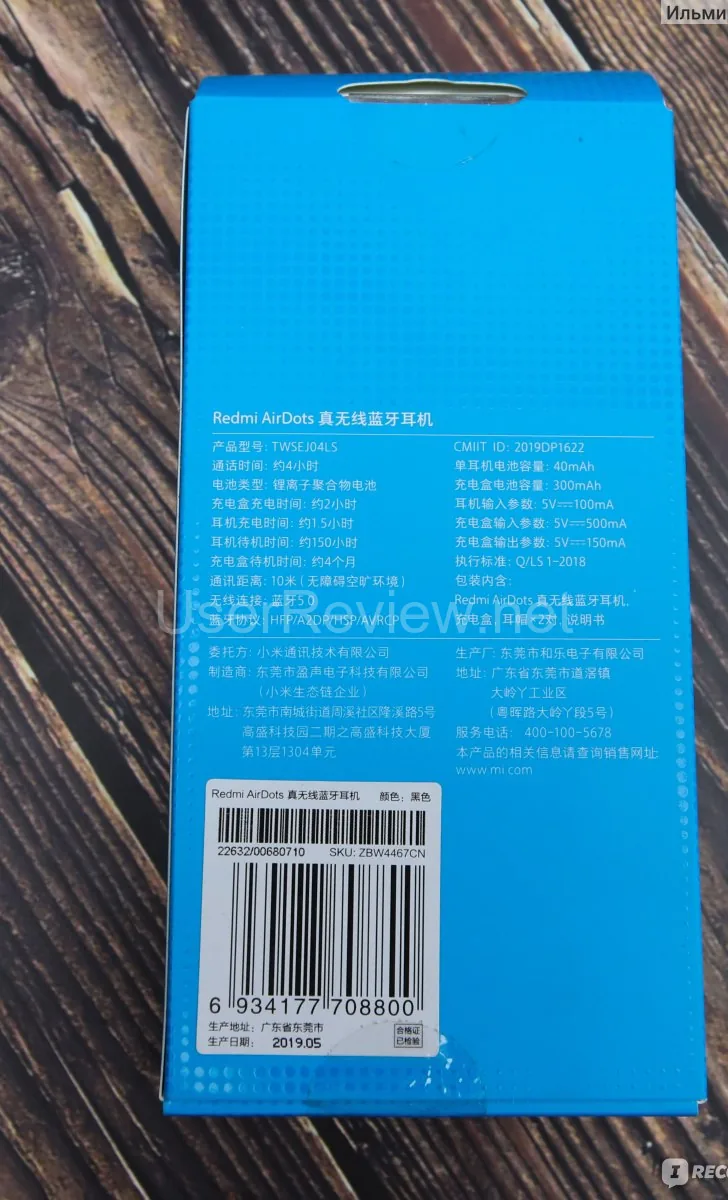 Ильми
Redmi AirDots 真无线蓝牙耳机
产品型号: TWSEJ04LS
通话时间: 约4小时
电池类型: 锂离子聚合物电池
充电盒充电时间: 约2小时
耳机充电时间: 约1.5小时
耳机待机时间: 约150小时
充电盒待机时间: 约4个月
通讯距离: 10米 (无障碍空旷环境)
无线连接: 蓝牙5.0
蓝牙协议: HFP/A2DP/HSP/AVRCP
CMIIT ID: 2019DP1622
单耳机电池容量: 40mAh
充电盒电池容量: 300mAh
耳机输入参数: 5V⎓100mA
充电盒输入参数: 5V⎓500mA
充电盒输出参数: 5V⎓150mA
执行标准: Q/LS 1-2018
包装内含:
Redmi AirDots 真无线蓝牙耳机,
充电盒, 耳帽×2对, 说明书
UserReview.net
委托方: 小米通讯技术有限公司
制造商: 东莞市盈声电子科技有限公司
(小米生态链企业)
地址: 东莞市南城街道周溪社区隆溪路5号
高盛科技园二期之高盛科技大厦
第13层1304单元
生产厂: 东莞市和乐电子有限公司
地址: 广东省东莞市道滘镇
大岭丫工业区
(粤晖路大岭丫段5号)
服务电话: 400-100-5678
本产品的相关信息请查询销售网址:
www.mi.com
Redmi AirDots 真无线蓝牙耳机 颜色: 黑色
22632/00680710 SKU: ZBW4467CN
6 934177 708800
生产地址: 广东省东莞市
生产日期: 2019.05
合格证
已检验
I RECO